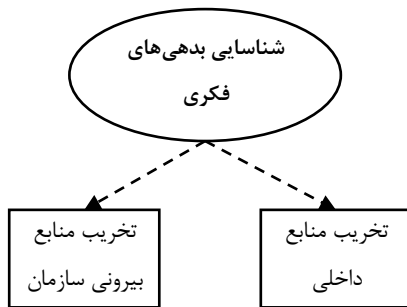 شناسایی بدهی‌های
فکری
تخریب منابع
داخلی
تخریب منابع
بیرونی سازمان